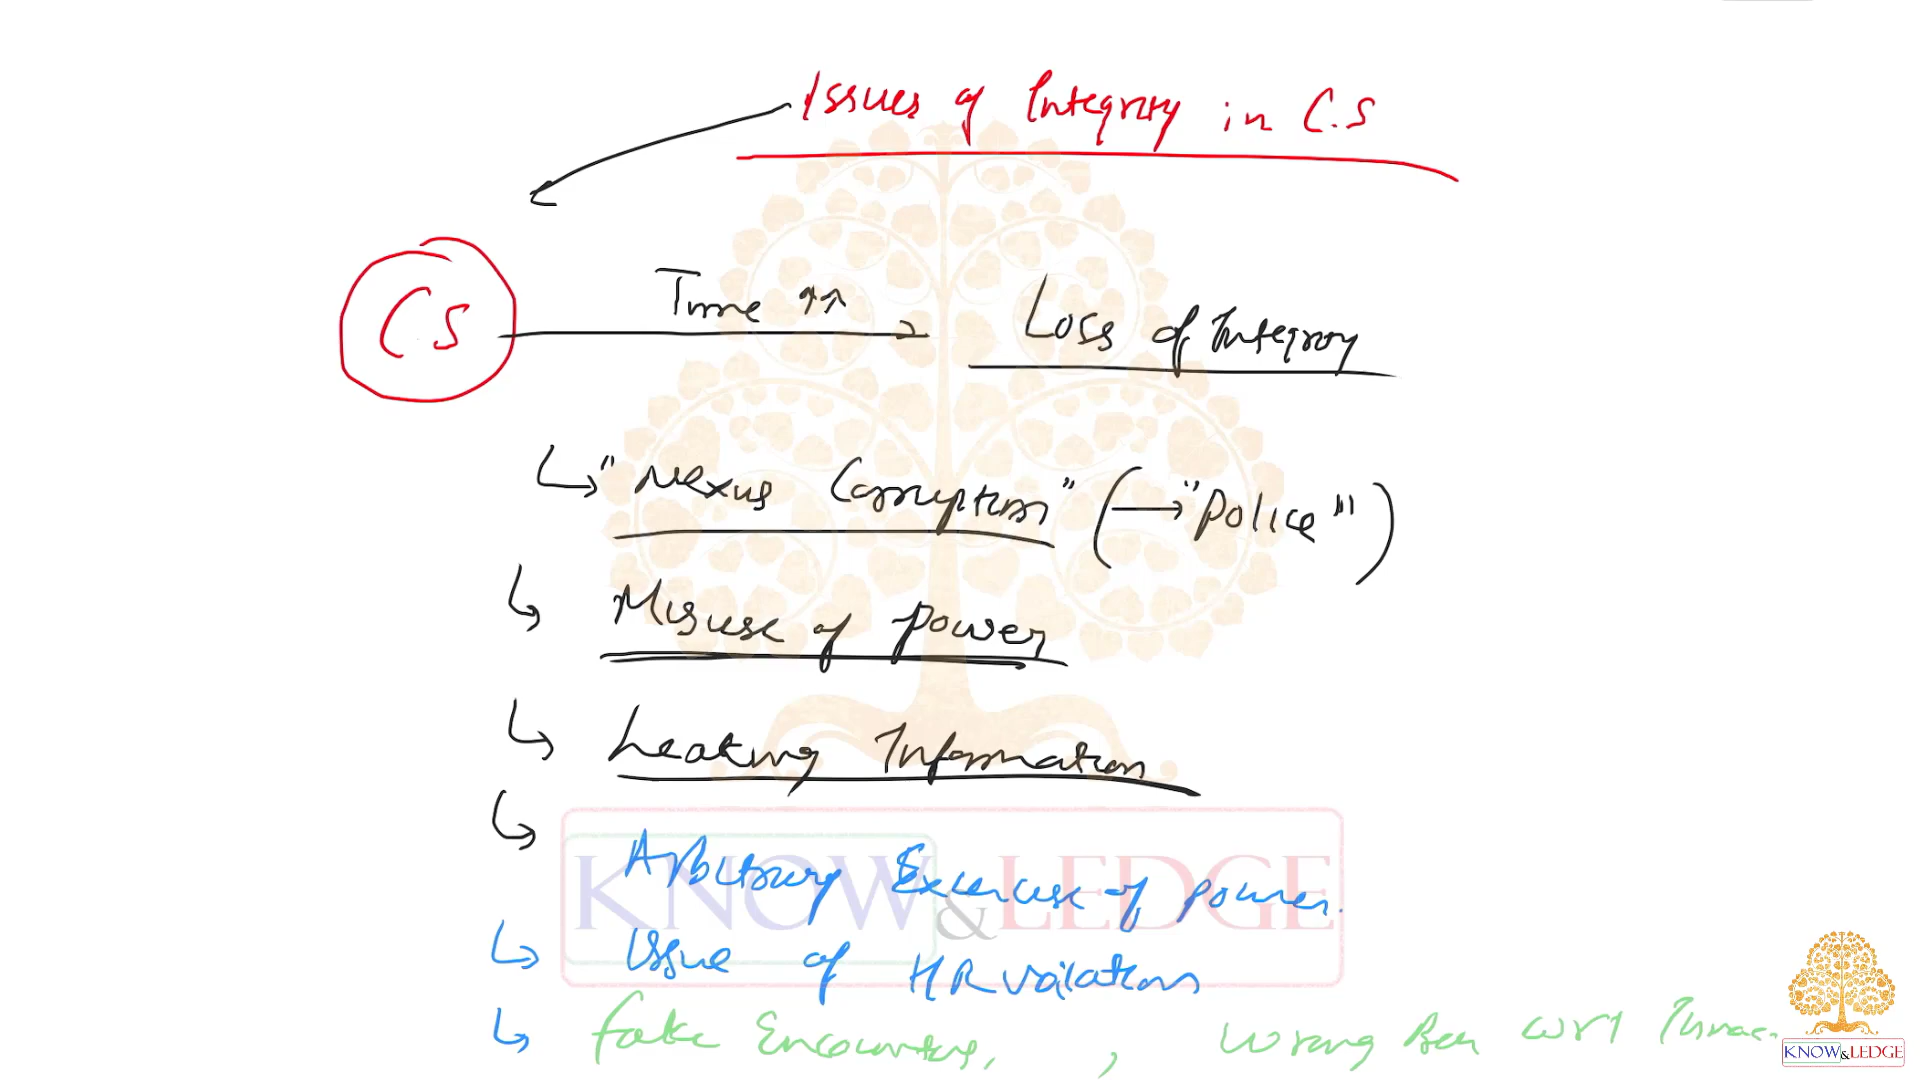 Issues of Integrity in C.S
CS
Time ↑↑
Loss of Integrity
"Nexus Corruption" (→ "Police")
Misuse of power
Leaking Information
Arbitrary Exercise of power.
Issue of HR violations
fake Encounters, , wrong wrt
KNOW&LEDGE
KNOW&LEDGE